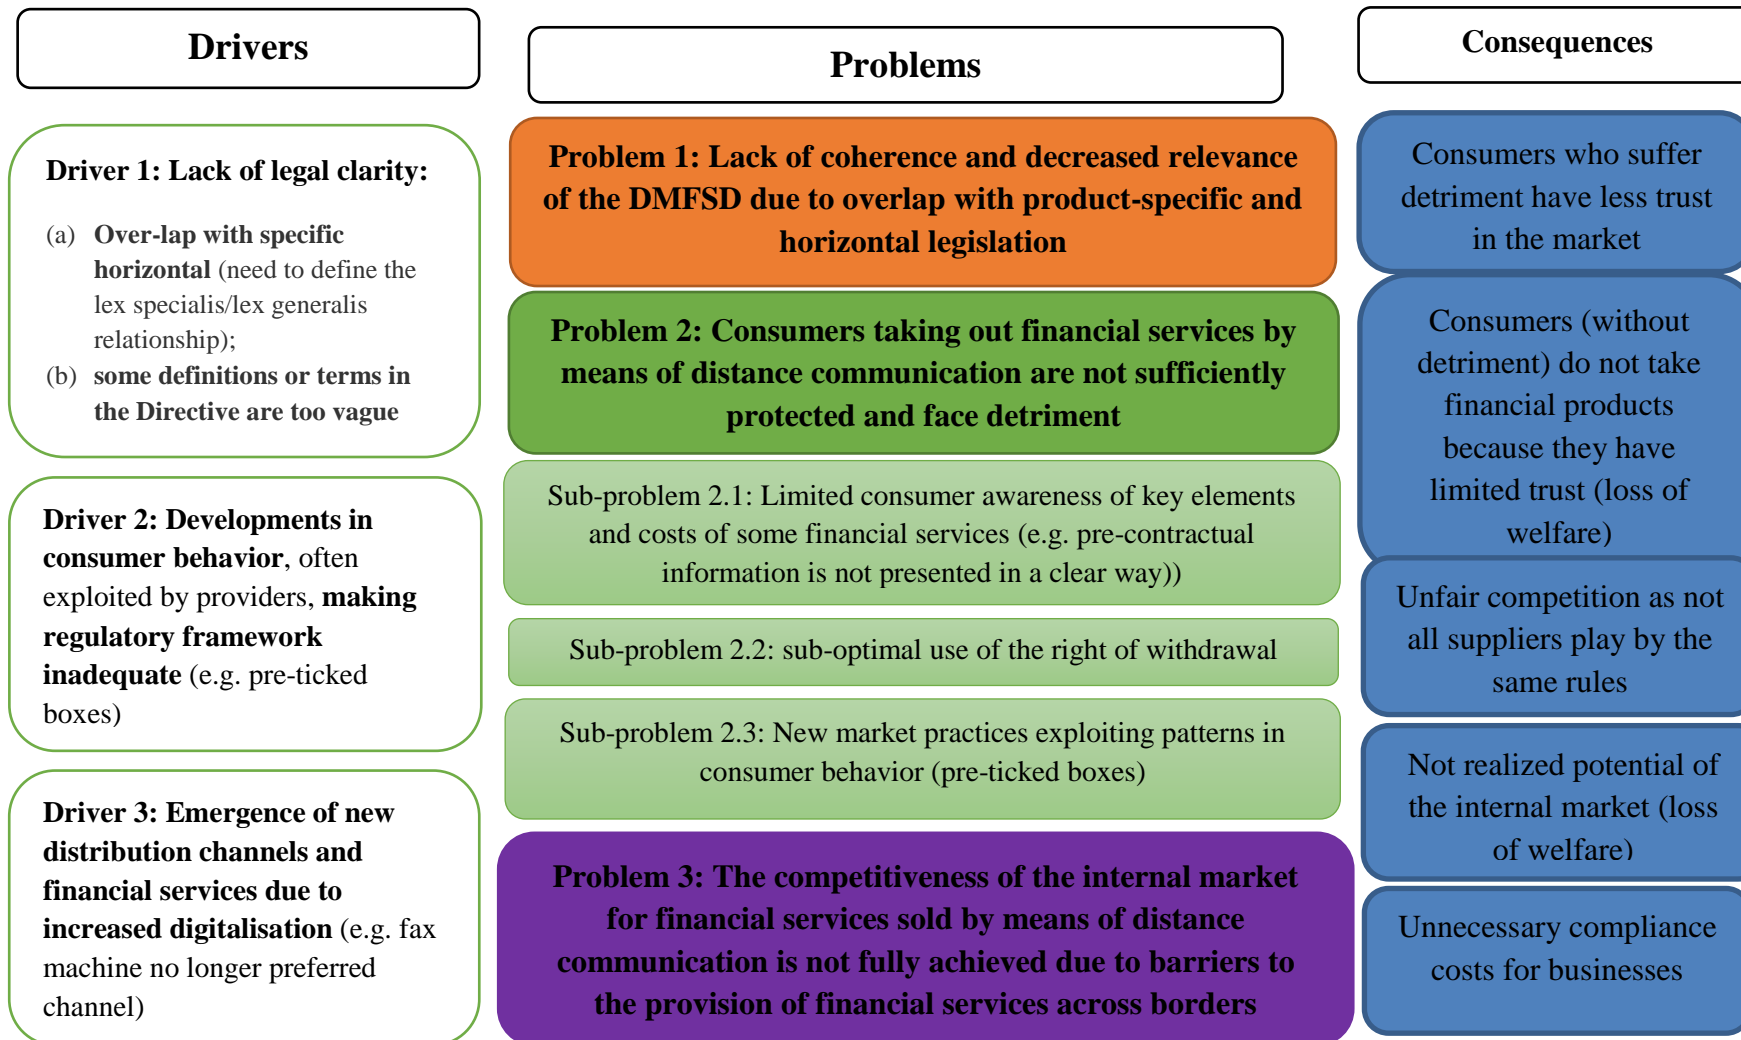 Drivers
Driver 1: Lack of legal clarity:
(a) Over-lap with specific
horizontal (need to define the
lex specialis/lex generalis
relationship);
(b) some definitions or terms in
the Directive are too vague
Driver 2: Developments in
consumer behavior, often
exploited by providers, making
regulatory framework
inadequate (e.g. pre-ticked
boxes)
Driver 3: Emergence of new
distribution channels and
financial services due to
increased digitalisation (e.g. fax
machine no longer preferred
channel)
Problems
Problem 1: Lack of coherence and decreased relevance
of the DMFSD due to overlap with product-specific and
horizontal legislation
Problem 2: Consumers taking out financial services by
means of distance communication are not sufficiently
protected and face detriment
Sub-problem 2.1: Limited consumer awareness of key elements
and costs of some financial services (e.g. pre-contractual
information is not presented in a clear way))
Sub-problem 2.2: sub-optimal use of the right of withdrawal
Sub-problem 2.3: New market practices exploiting patterns in
consumer behavior (pre-ticked boxes)
Problem 3: The competitiveness of the internal market
for financial services sold by means of distance
communication is not fully achieved due to barriers to
the provision of financial services across borders
Consequences
Consumers who suffer
detriment have less trust
in the market
Consumers (without
detriment) do not take
financial products
because they have
limited trust (loss of
welfare)
Unfair competition as not
all suppliers play by the
same rules
Not realized potential of
the internal market (loss
of welfare)
Unnecessary compliance
costs for businesses